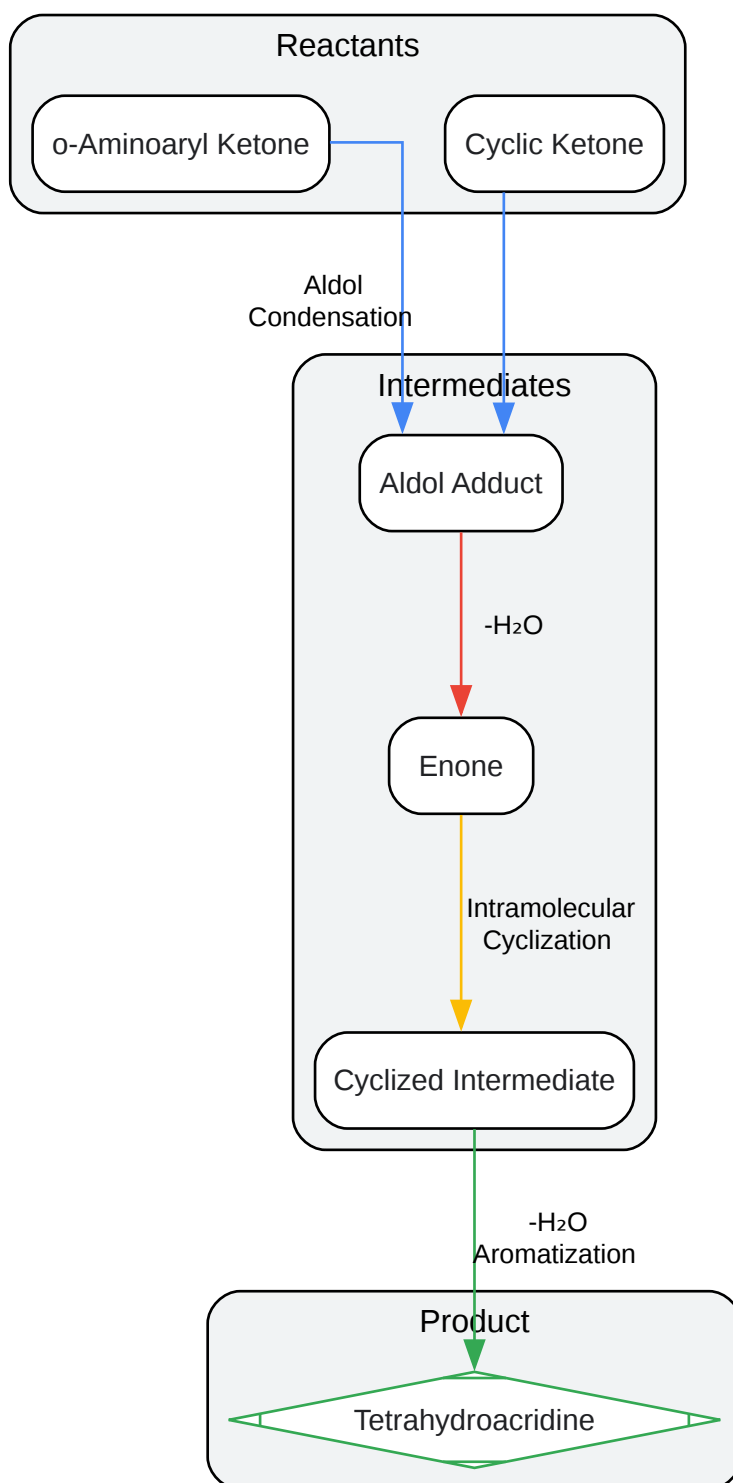 Reactants
o-Aminoaryl Ketone
Cyclic Ketone
Aldol
Condensation
Intermediates
Aldol Adduct
-H₂O
Enone
Intramolecular
Cyclization
Cyclized Intermediate
-H₂O
Aromatization
Product
Tetrahydroacridine